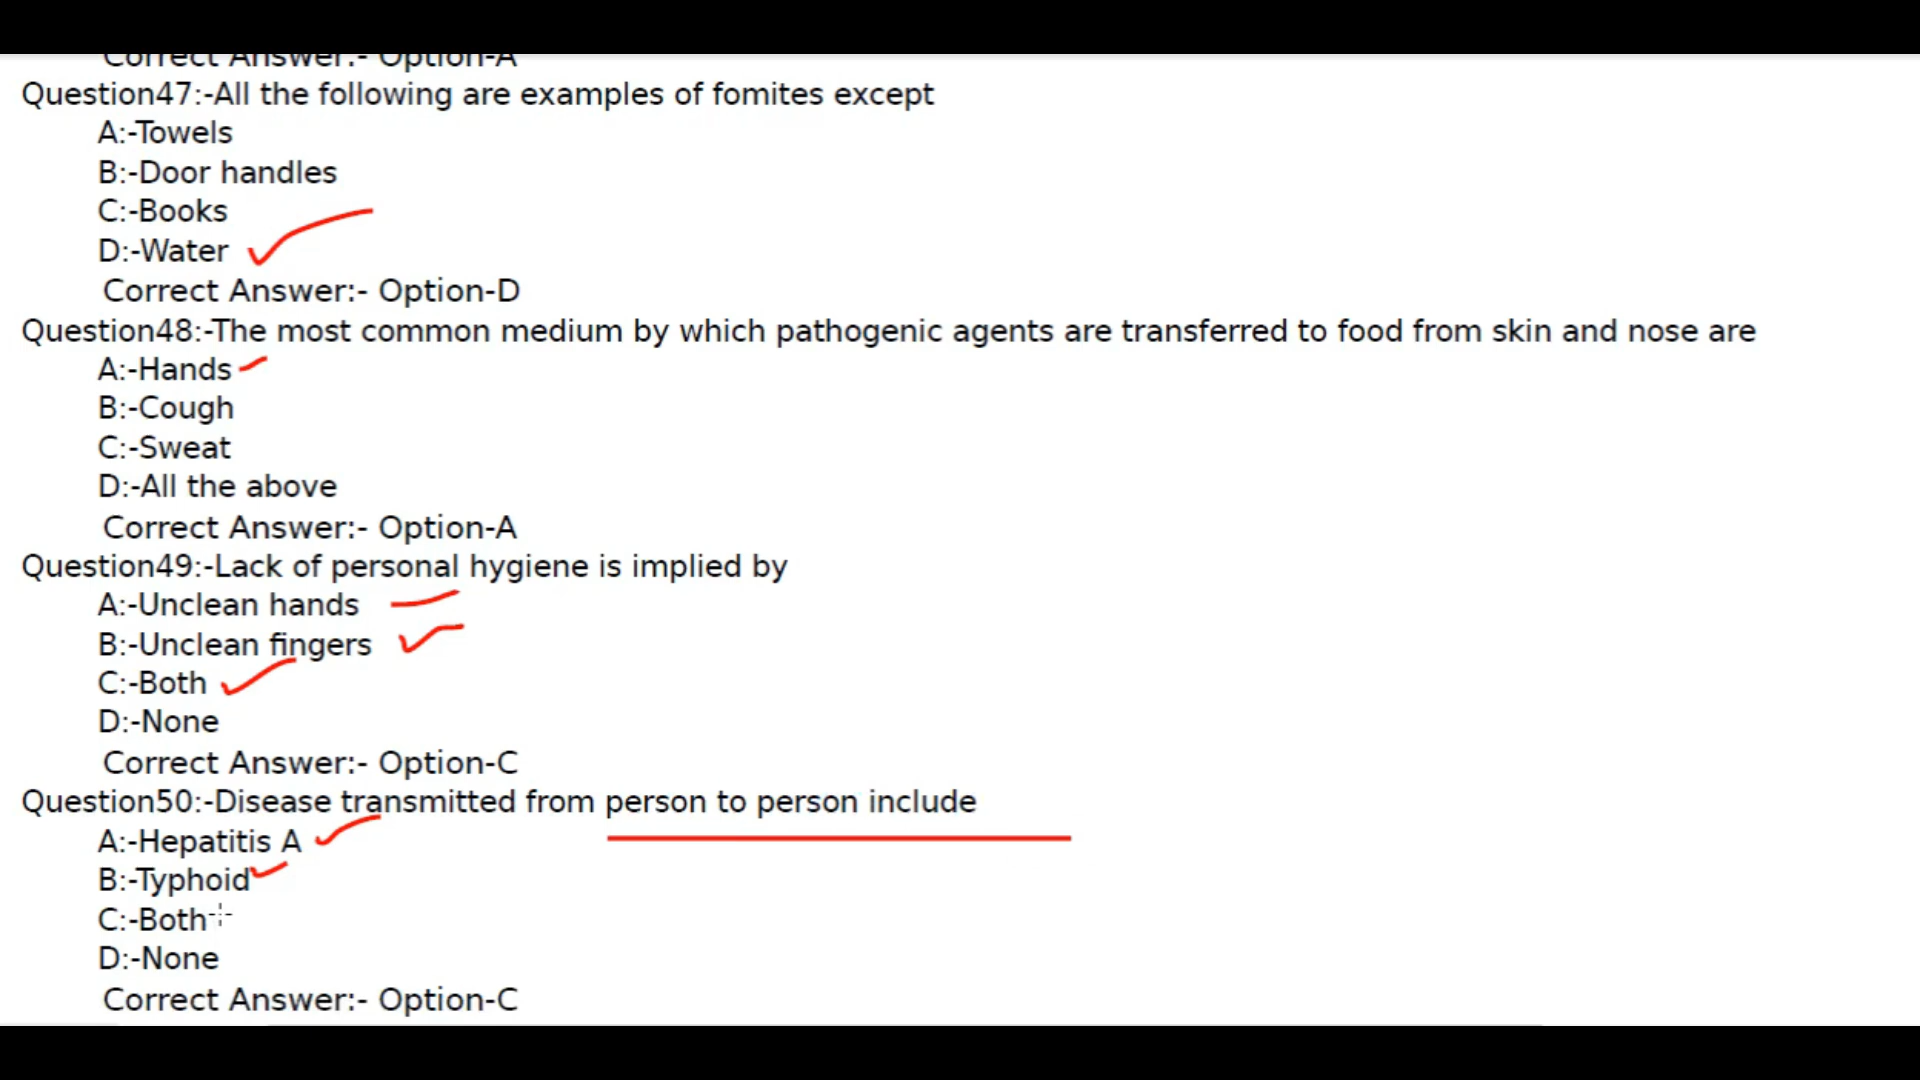 Correct Answer:- Option-A
Question47:-All the following are examples of fomites except
A:-Towels
B:-Door handles
C:-Books
D:-Water
Correct Answer:- Option-D
Question48:-The most common medium by which pathogenic agents are transferred to food from skin and nose are
A:-Hands
B:-Cough
C:-Sweat
D:-All the above
Correct Answer:- Option-A
Question49:-Lack of personal hygiene is implied by
A:-Unclean hands
B:-Unclean fingers
C:-Both
D:-None
Correct Answer:- Option-C
Question50:-Disease transmitted from person to person include
A:-Hepatitis A
B:-Typhoid
C:-Both
D:-None
Correct Answer:- Option-C